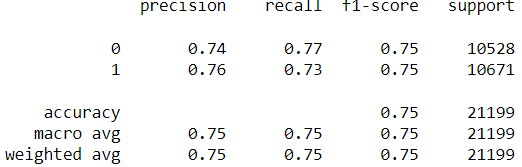 precision recall f1-score support
0 0.74 0.77 0.75 10528
1 0.76 0.73 0.75 10671
accuracy 0.75 21199
macro avg 0.75 0.75 0.75 21199
weighted avg 0.75 0.75 0.75 21199